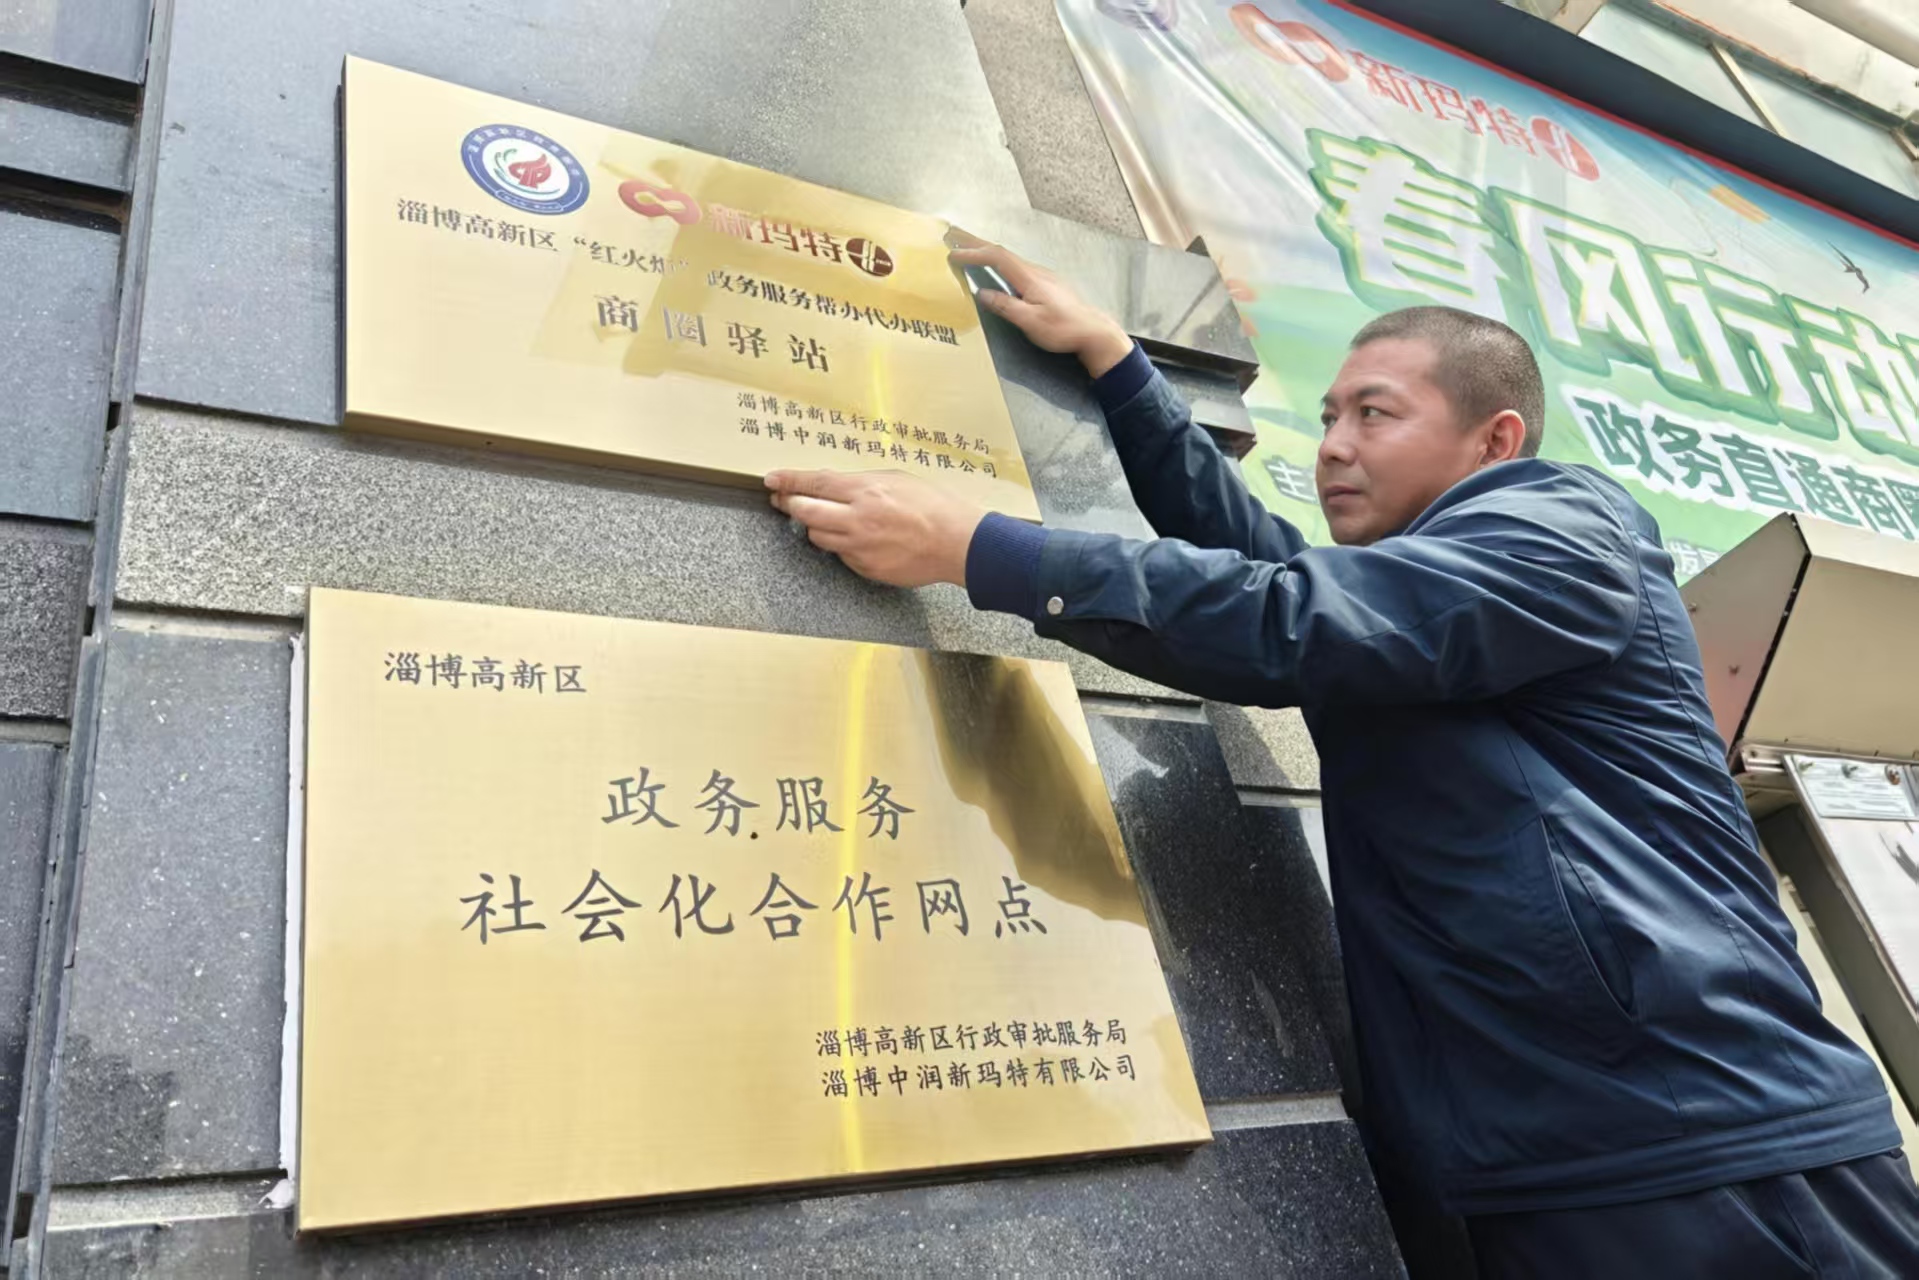 新玛特
淄博高新区“红火炬”政务服务帮办代办联盟
商圈驿站
淄博高新区行政审批服务局
淄博中润新玛特有限公司
淄博高新区
政务服务
社会化合作网点
淄博高新区行政审批服务局
淄博中润新玛特有限公司
新玛特
春风行动
政务直通商圈
主
发